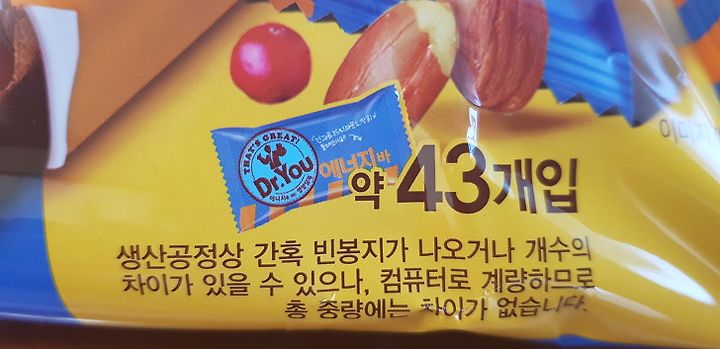 이미지
THAT'S GREAT!
Dr.You
에너지바
약 43개입
생산공정상 간혹 빈봉지가 나오거나 개수의
차이가 있을 수 있으나, 컴퓨터로 계량하므로
총 중량에는 차이가 없습니다.